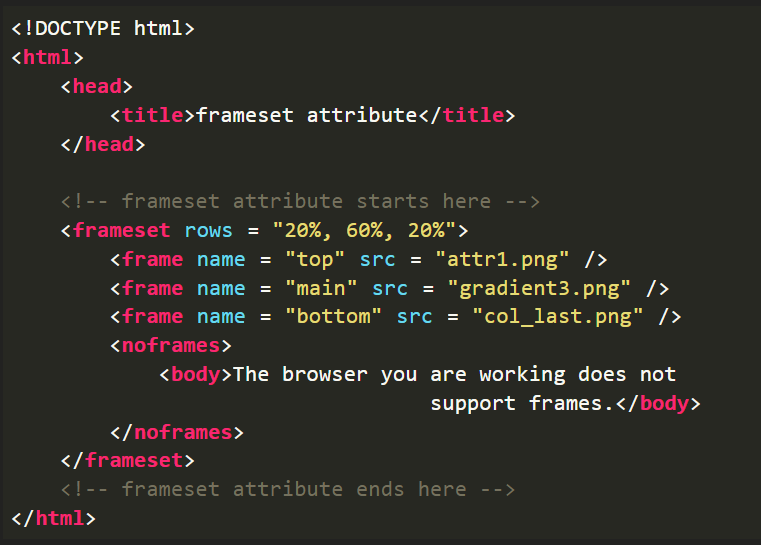 <!DOCTYPE html>
<html>
    <head>
        <title>frameset attribute</title>
    </head>

    <!-- frameset attribute starts here -->
    <frameset rows = "20%, 60%, 20%">
        <frame name = "top" src = "attr1.png" />
        <frame name = "main" src = "gradient3.png" />
        <frame name = "bottom" src = "col_last.png" />
        <noframes>
            <body>The browser you are working does not
                                  support frames.</body>
        </noframes>
    </frameset>
    <!-- frameset attribute ends here -->
</html>